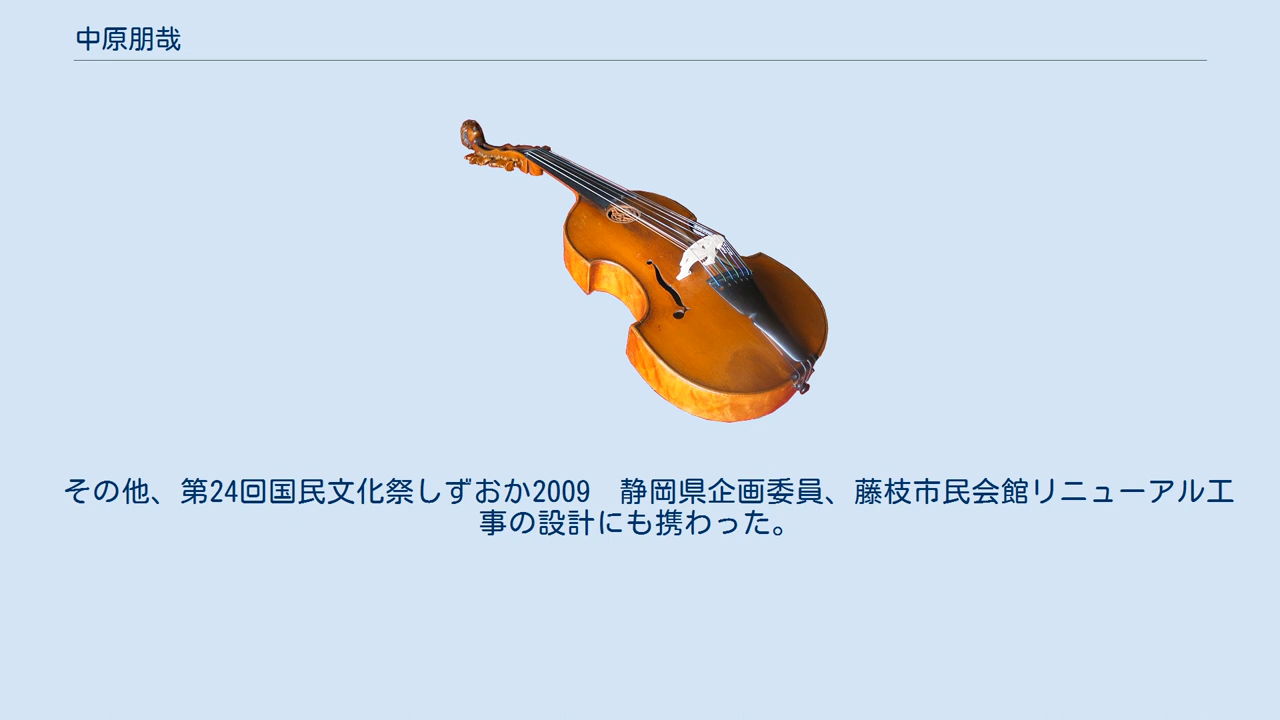 中原朋哉
その他、第24回国民文化祭しずおか2009　静岡県企画委員、藤枝市民会館リニューアル工
事の設計にも携わった。